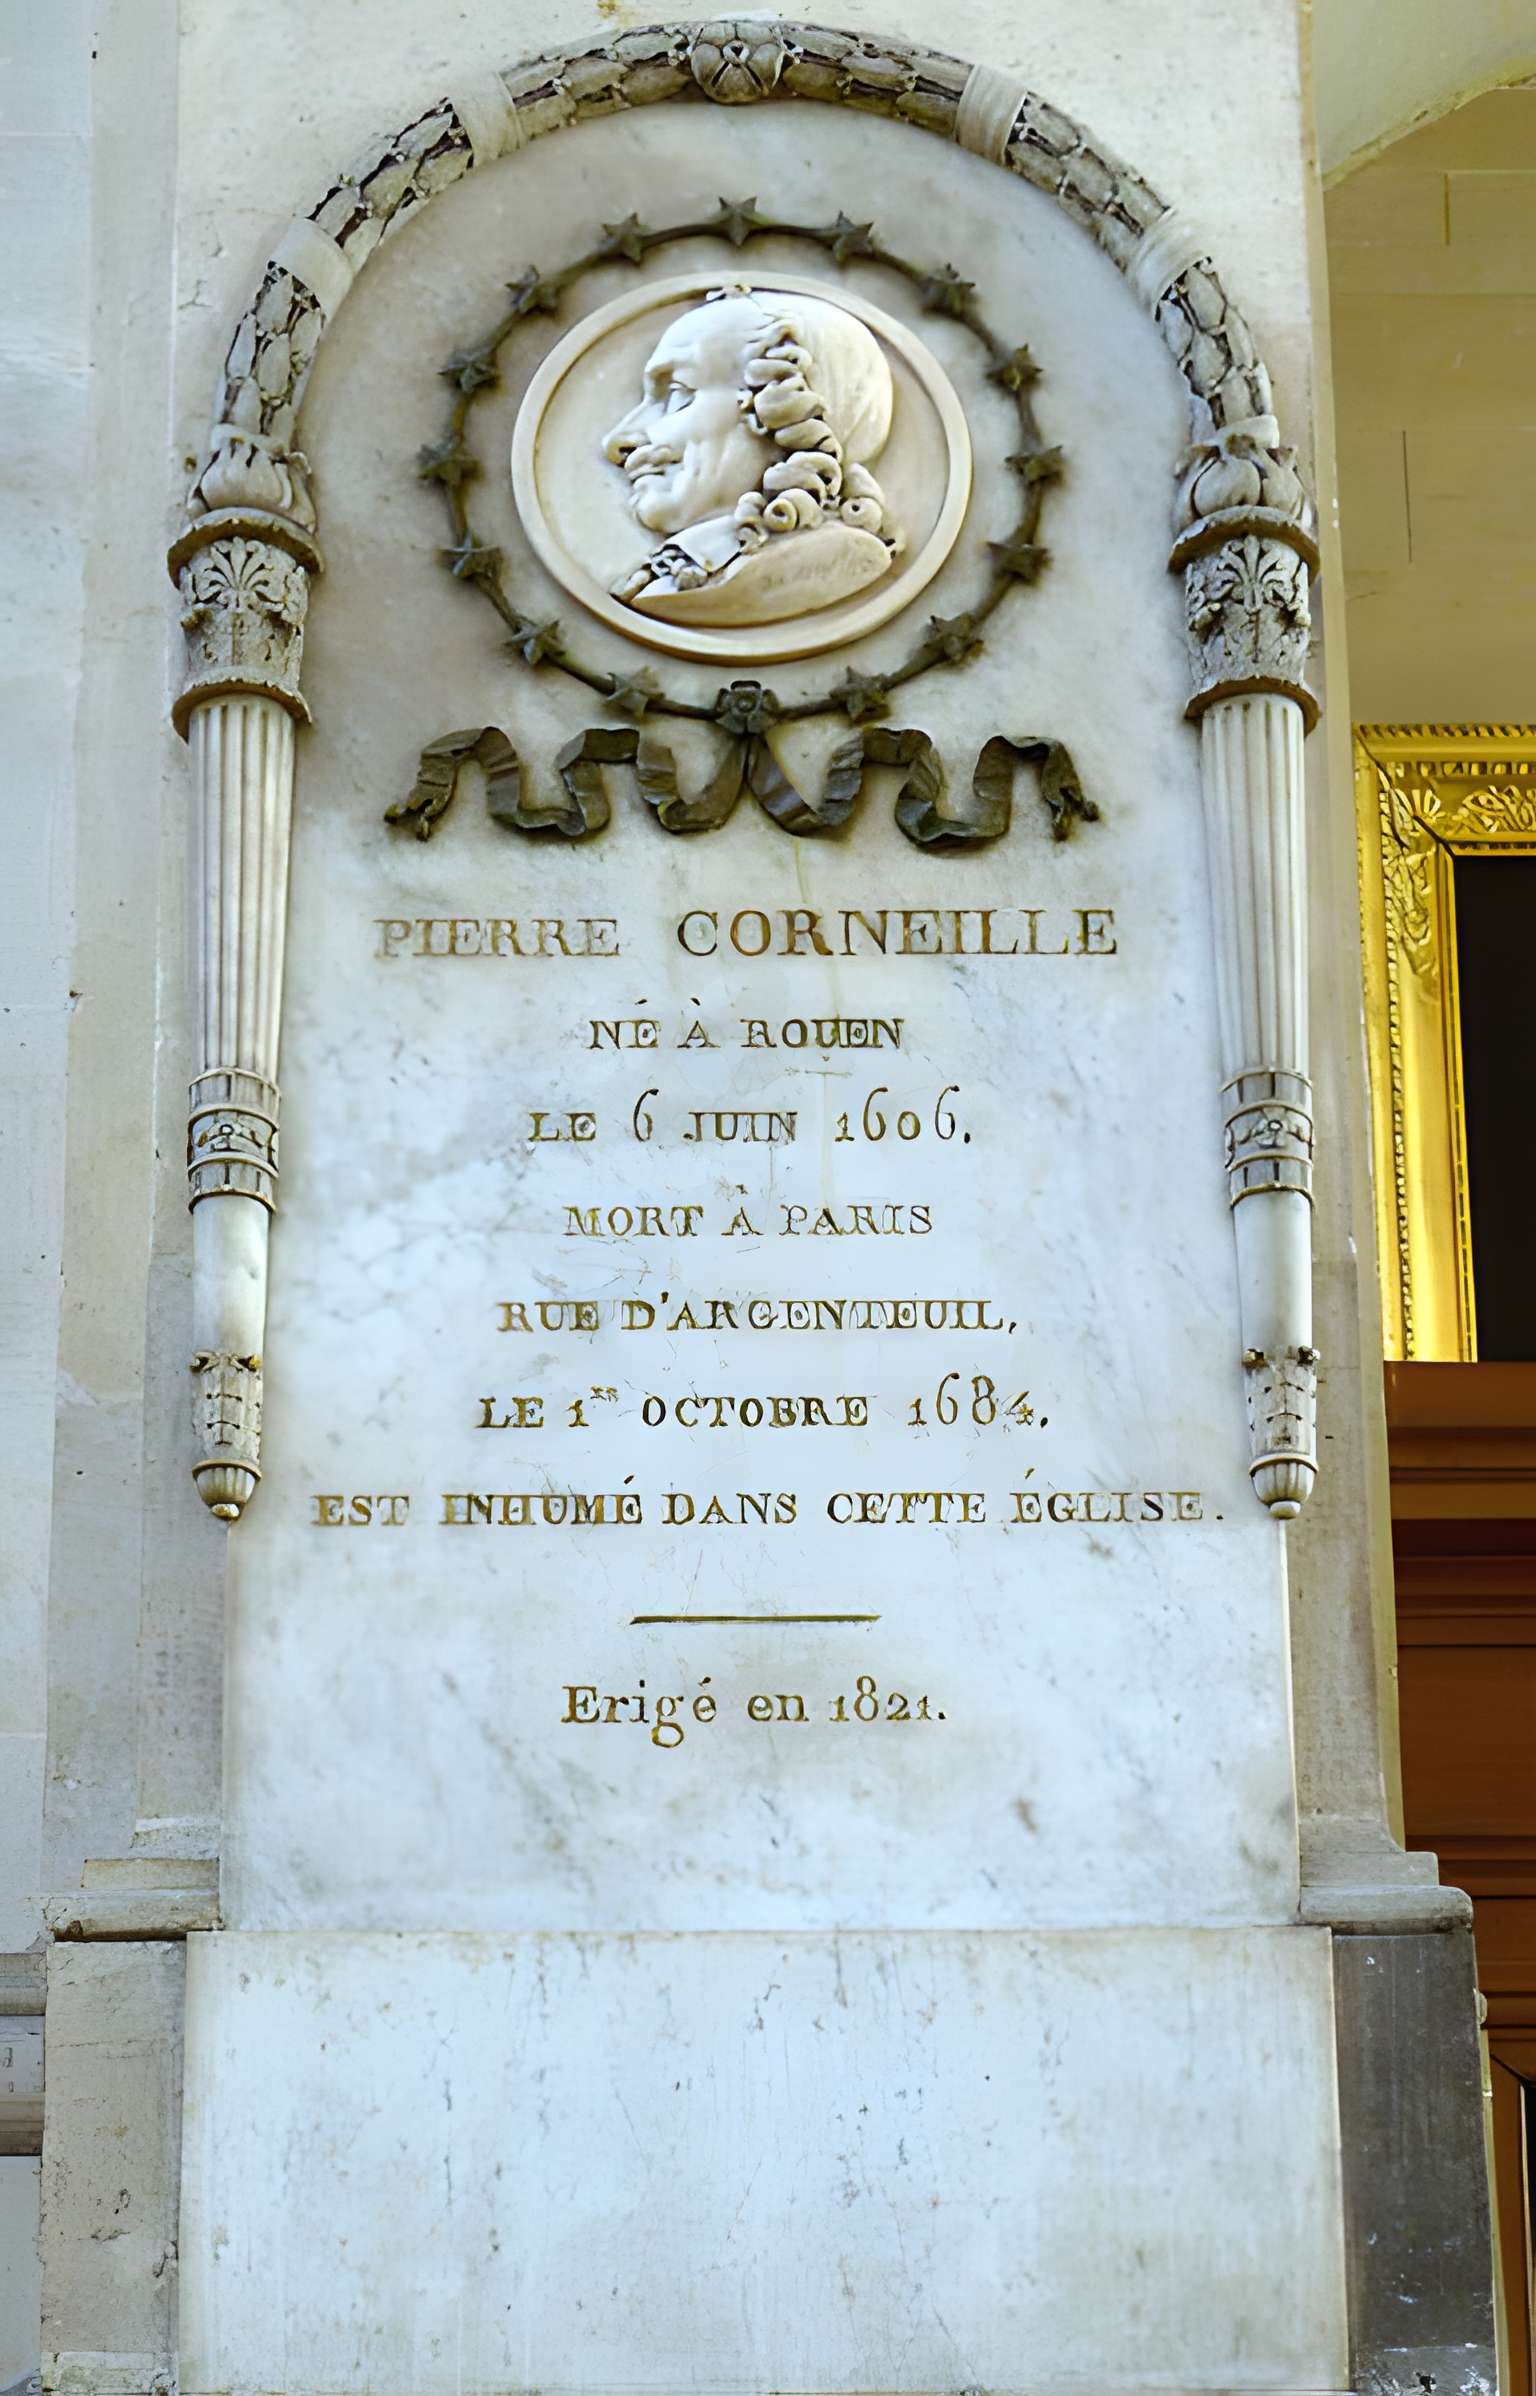 PIERRE CORNEILLE
NÉ À ROUEN
LE 6 JUIN 1606.
MORT À PARIS
RUE D'ARGENTEUIL,
LE 1ER OCTOBRE 1684.
EST INHUMÉ DANS CETTE ÉGLISE.
Erigé en 1821.